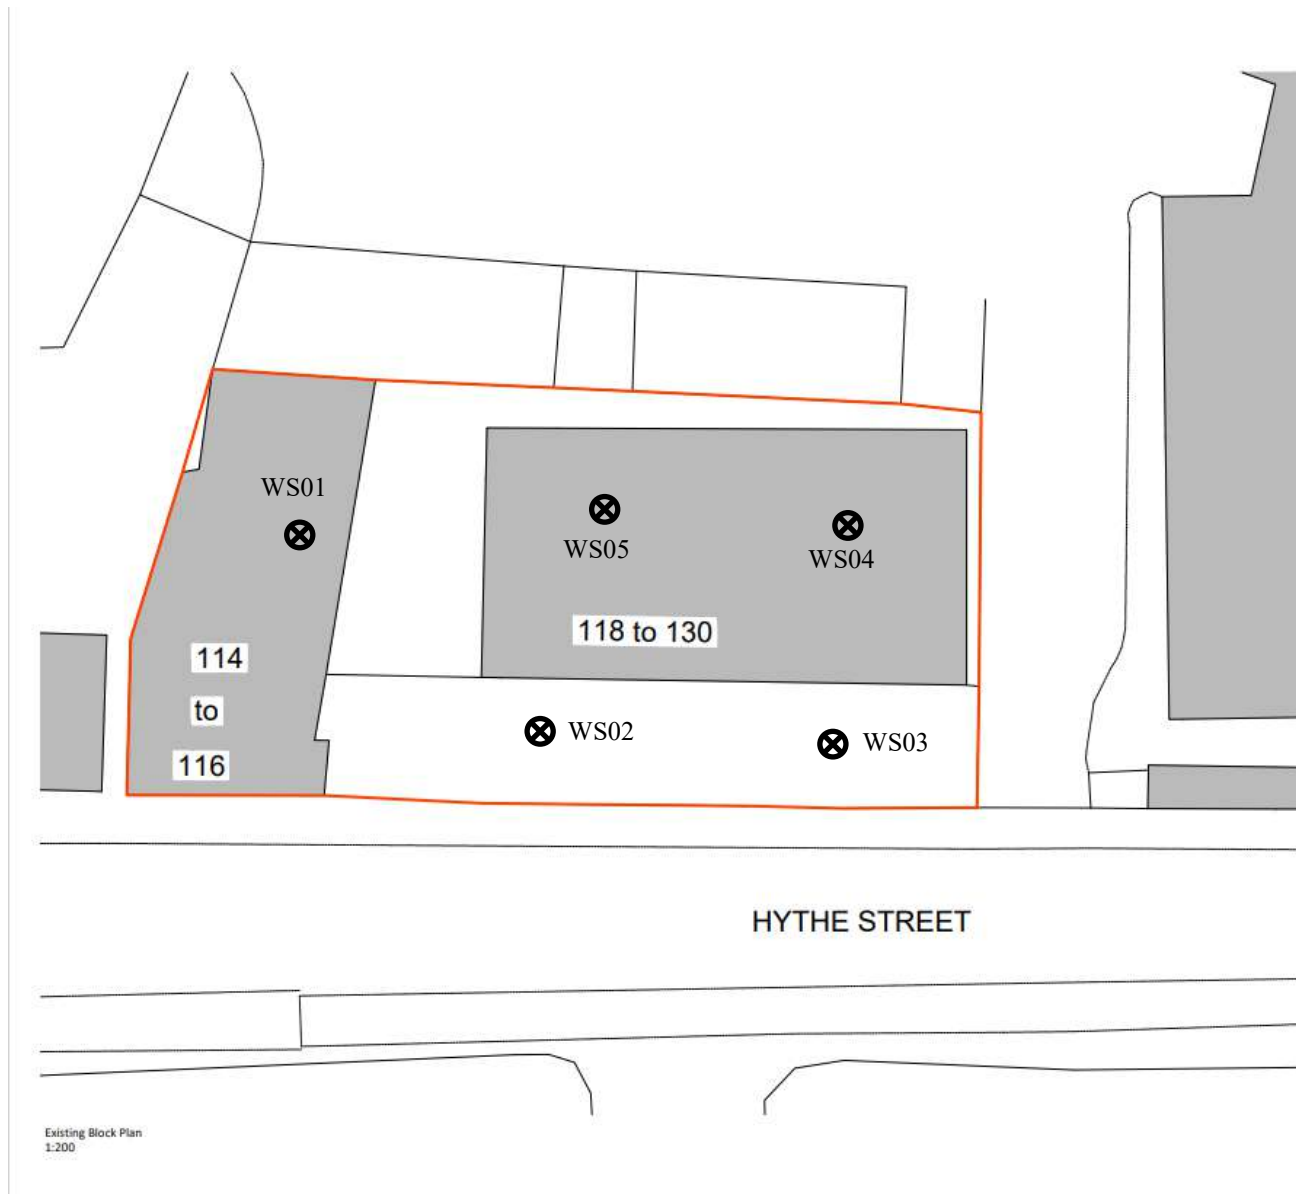 WS01
WS05
WS04
118 to 130
114
to
116
WS02
WS03
HYTHE STREET
Existing Block Plan
1:200